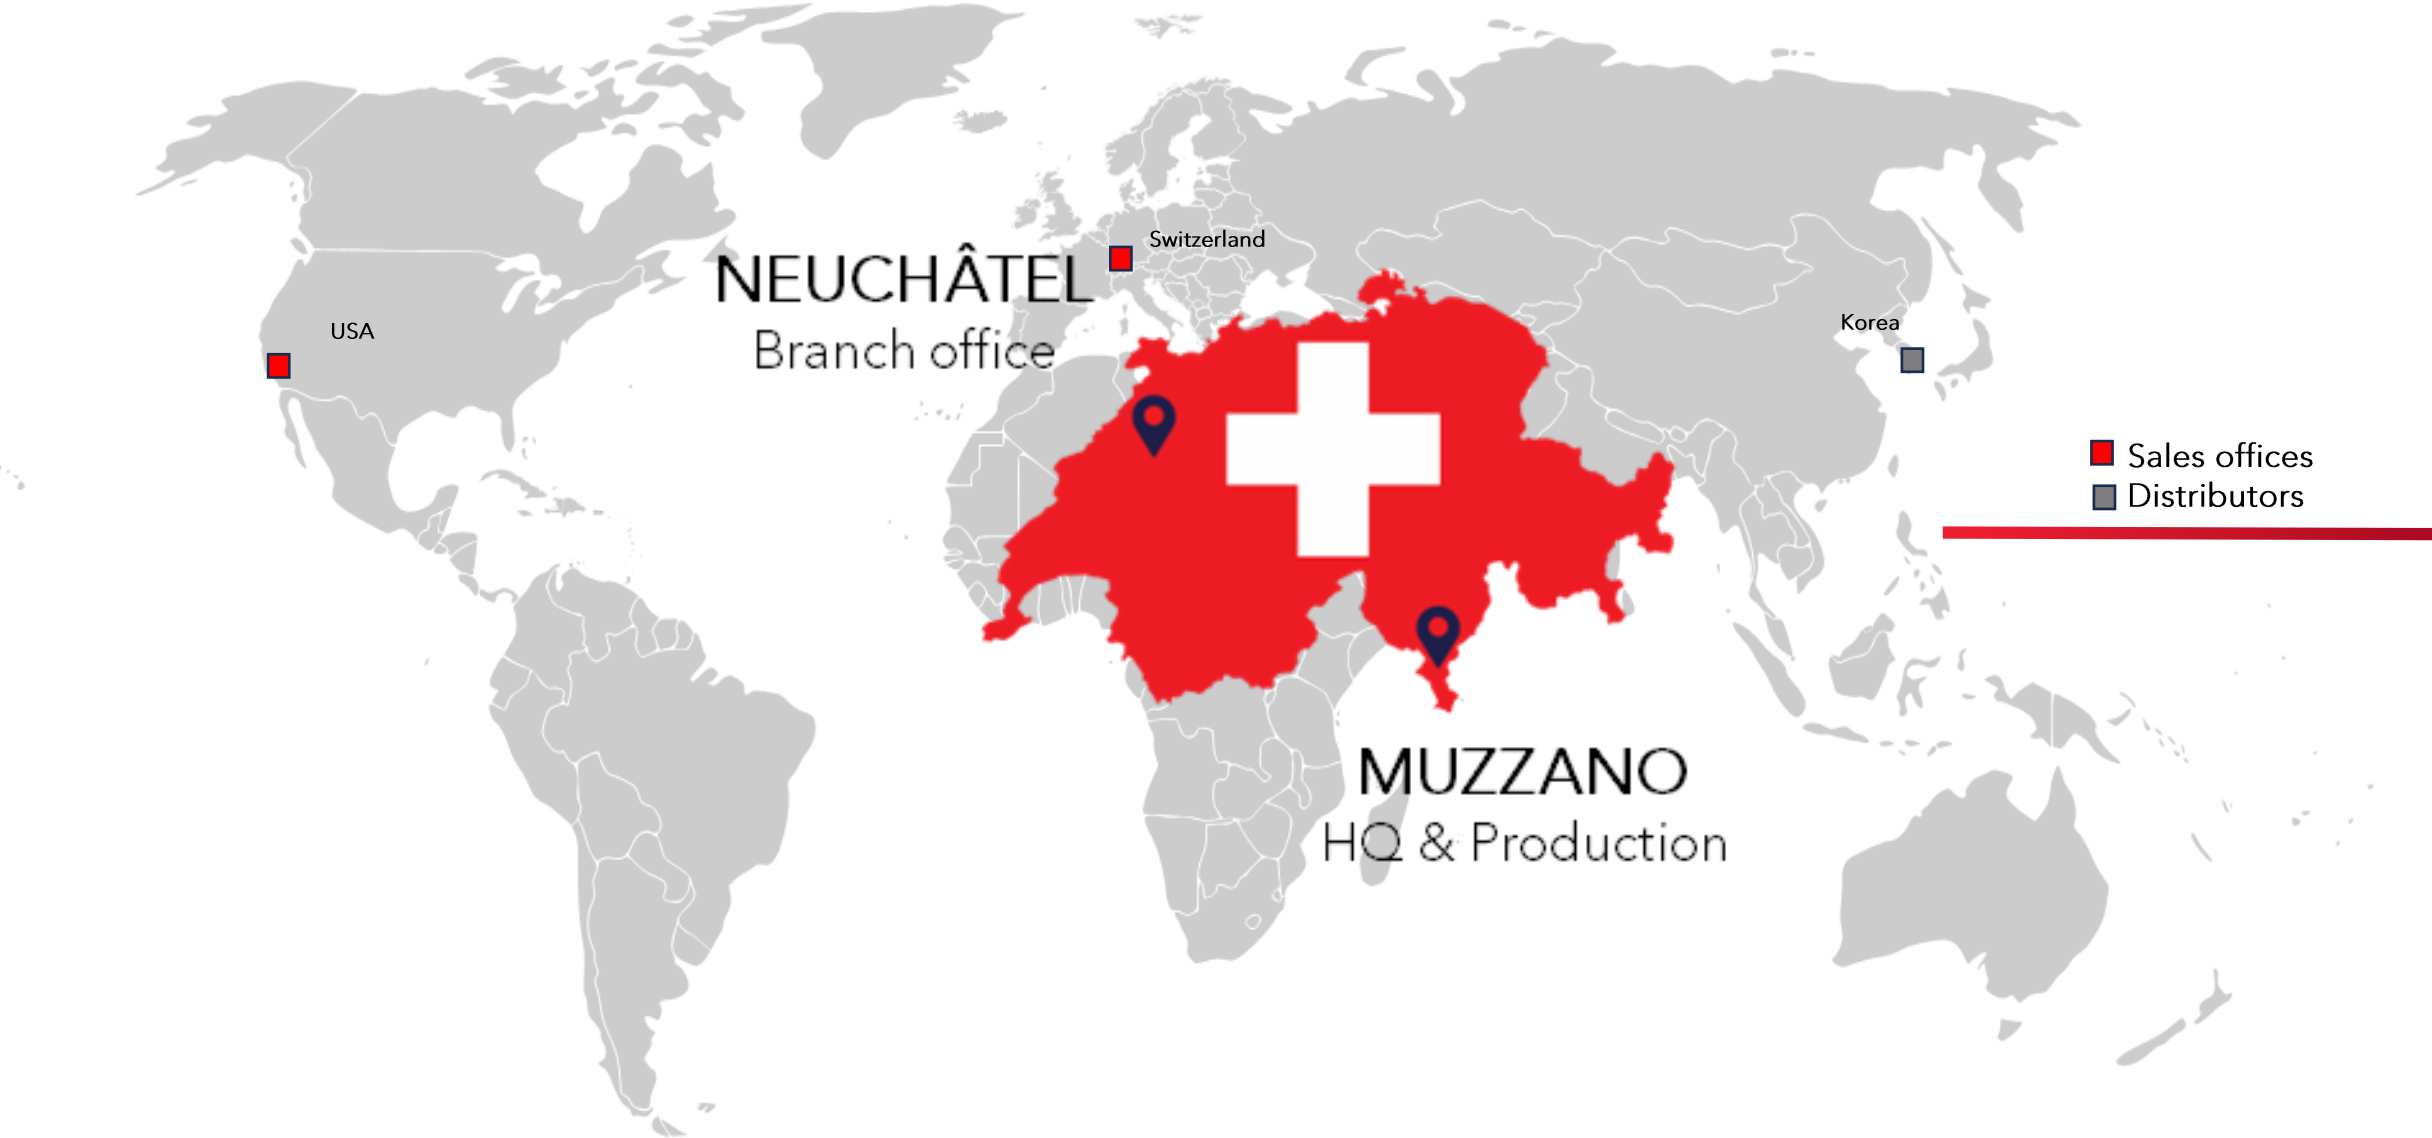 Switzerland
NEUCHÂTEL
Branch office
USA
Korea
Sales offices
Distributors
MUZZANO
HQ & Production